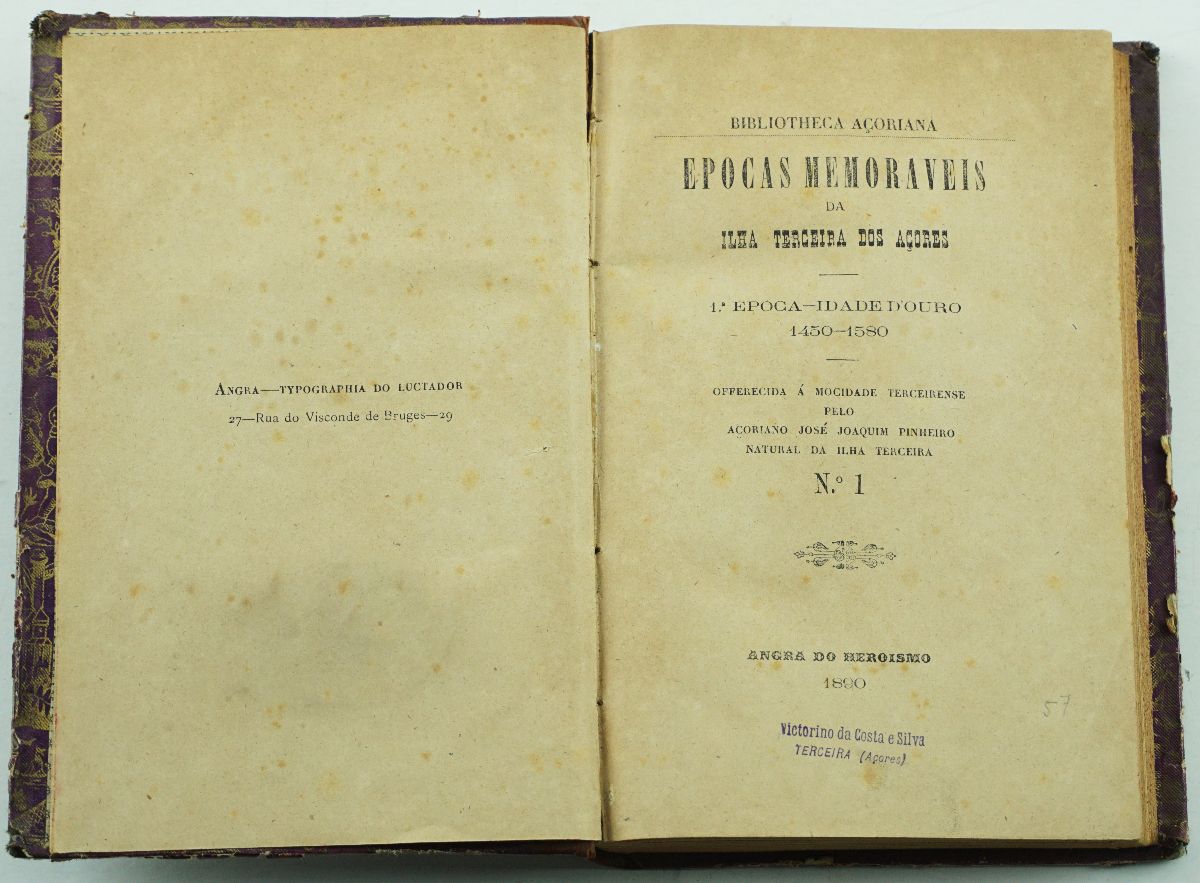 ANGRA—TYPOGRAPHIA DO LUCTADOR
27—Rua do Visconde de Bruges—29
BIBLIOTHECA AÇORIANA
EPOCAS MEMORAVEIS
DA
ILHA TERCEIRA DOS AÇORES
1.ª EPOCA—IDADE D'OURO
1450—1580
OFFERECIDA Á MOCIDADE TERCEIRENSE
PELO
AÇORIANO JOSÉ JOAQUIM PINHEIRO
NATURAL DA ILHA TERCEIRA
N.º 1
ANGRA DO HEROISMO
1890
57
Victorino da Costa e Silva
TERCEIRA (Açores)